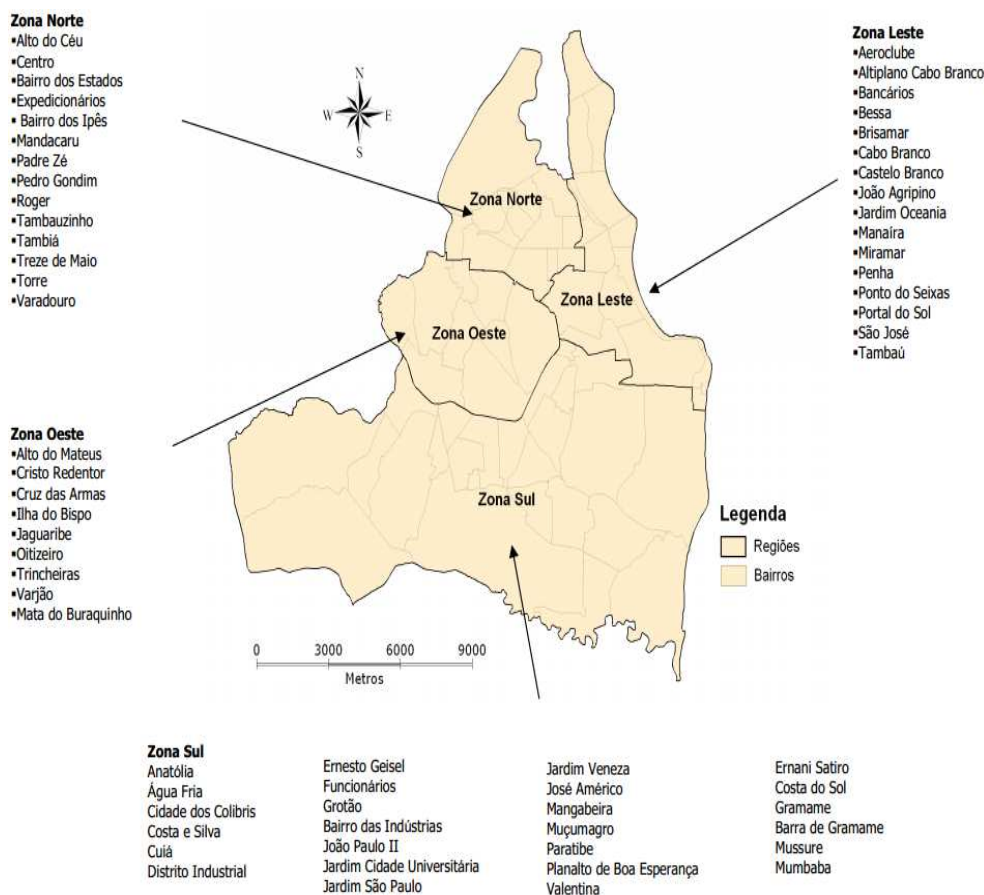 Zona Norte
▪Alto do Céu
▪Centro
▪Bairro dos Estados
▪Expedicionários
▪ Bairro dos Ipês
▪Mandacaru
▪Padre Zé
▪Pedro Gondim
▪Roger
▪Tambauzinho
▪Tambiá
▪Treze de Maio
▪Torre
▪Varadouro
N
W E
S
Zona Leste
▪Aeroclube
▪Altiplano Cabo Branco
▪Bancários
▪Bessa
▪Brisamar
▪Cabo Branco
▪Castelo Branco
▪João Agripino
▪Jardim Oceania
▪Manaíra
▪Miramar
▪Penha
▪Ponto do Seixas
▪Portal do Sol
▪São José
▪Tambaú
Zona Norte
Zona Leste
Zona Oeste
Zona Sul
Zona Oeste
▪Alto do Mateus
▪Cristo Redentor
▪Cruz das Armas
▪Ilha do Bispo
▪Jaguaribe
▪Oitizeiro
▪Trincheiras
▪Varjão
▪Mata do Buraquinho
Legenda
Regiões
Bairros
0 3000 6000 9000
Metros
Zona Sul
Anatólia
Água Fria
Cidade dos Colibris
Costa e Silva
Cuiá
Distrito Industrial
Ernesto Geisel
Funcionários
Grotão
Bairro das Indústrias
João Paulo II
Jardim Cidade Universitária
Jardim São Paulo
Jardim Veneza
José Américo
Mangabeira
Muçumagro
Paratibe
Planalto de Boa Esperança
Valentina
Ernani Satiro
Costa do Sol
Gramame
Barra de Gramame
Mussure
Mumbaba